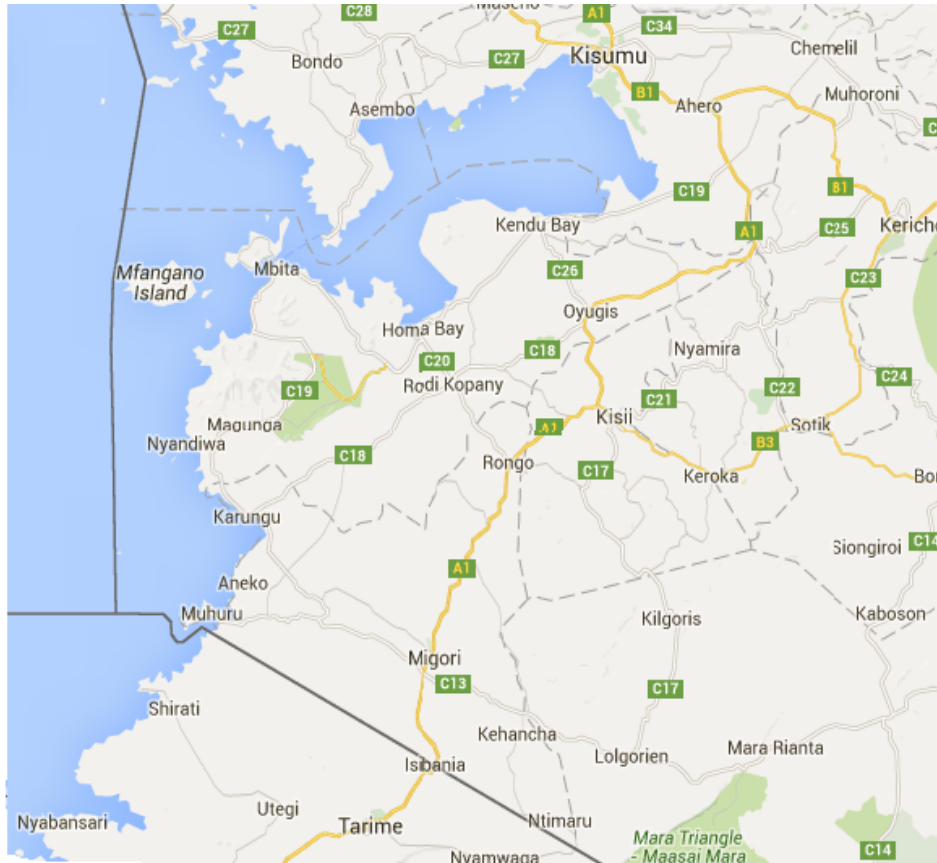 Maseno
A1
C28
C27
C34
Kisumu
Chemelil
Bondo
C27
B1
Muhoroni
Asembo
Ahero
C
C19
B1
Kendu Bay
A1
C25
Kericho
Mbita
C26
C23
Mfangano
Island
Oyugis
Homa Bay
Nyamira
C18
C20
C24
C19
Rodi Kopany
C22
C21
Kisii
Magunga
A1
Sotik
Nyandiwa
B3
C18
Rongo
C17
Keroka
Bor
Karungu
Siongiroi
C14
A1
Aneko
Muhuru
Kilgoris
Kaboson
Migori
C13
C17
Shirati
Kehancha
Mara Rianta
Lolgorien
Isibania
Utegi
Nyabansari
Tarime
Ntimaru
Mara Triangle
- Maasai Mara
C14
Nyamwaga